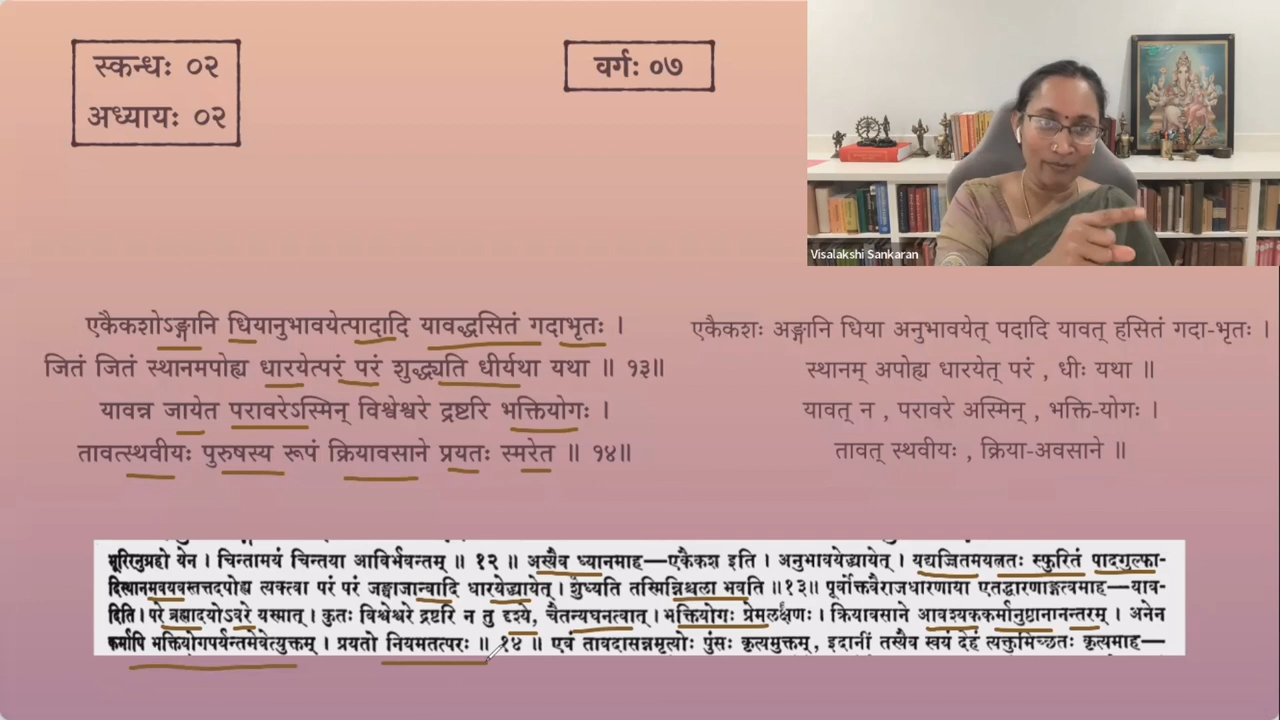 स्कन्धः ०२
अध्यायः ०२
वर्गः ०७
Visalakshi Sankaran
एकैकशोऽङ्गानि धियानुभावयेत्पादादि यावद्धसितं गदाभृतः ।
जितं जितं स्थानमपोह्य धारयेत्परं परं शुद्ध्यति धीर्यथा यथा ॥ १३॥
यावन्न जायेत परावरेऽस्मिन् विश्वेश्वरे द्रष्टरि भक्तियोगः ।
तावत्स्थवीयः पुरुषस्य रूपं क्रियावसाने प्रयतः स्मरेत ॥ १४॥
एकैकशः अङ्गानि धिया अनुभावयेत् पदादि यावत् हसितं गदा-भृतः ।
स्थानम् अपोह्य धारयेत् परं , धीः यथा ॥
यावत् न , परावरे अस्मिन् , भक्ति-योगः ।
तावत् स्थवीयः , क्रिया-अवसाने ॥
भूरिरनुग्रहो येन । चिन्तामयं चिन्तया आविर्भवन्तम् ॥ १२ ॥ अस्यैव ध्यानमाह—एकैकश इति । अनुभावयेद्ध्यायेत् । यद्यज्जितमयत्नतः स्फुरितं पादगुल्फा-
दिस्थानमवयवस्तत्तदपोह्य त्यक्त्वा परं परं जङ्घाजान्वादि धारयेद्ध्यायेत् । शुध्यति तस्मिन्निश्चला भवति ॥१३॥ पूर्वोक्तवैराजधारणाया एतद्धारणाङ्गत्वमाह—याव-
दिति । परे ब्रह्मादयोऽवरे यस्मात् । कुतः विश्वेश्वरे द्रष्टरि न तु दृश्ये, चैतन्यघनत्वात् । भक्तियोगः प्रेमलक्षणः । क्रियावसाने आवश्यककर्मानुष्ठानानन्तरम् । अनेन
कर्मापि भक्तियोगपर्यन्तमेवेत्युक्तम् । प्रयतो नियमतत्परः ॥ १४ ॥ एवं तावदासन्नमृत्योः पुंसः कृत्यमुक्तम्, इदानीं तस्यैव स्वयं देहं त्यक्तुमिच्छतः कृत्यमाह—